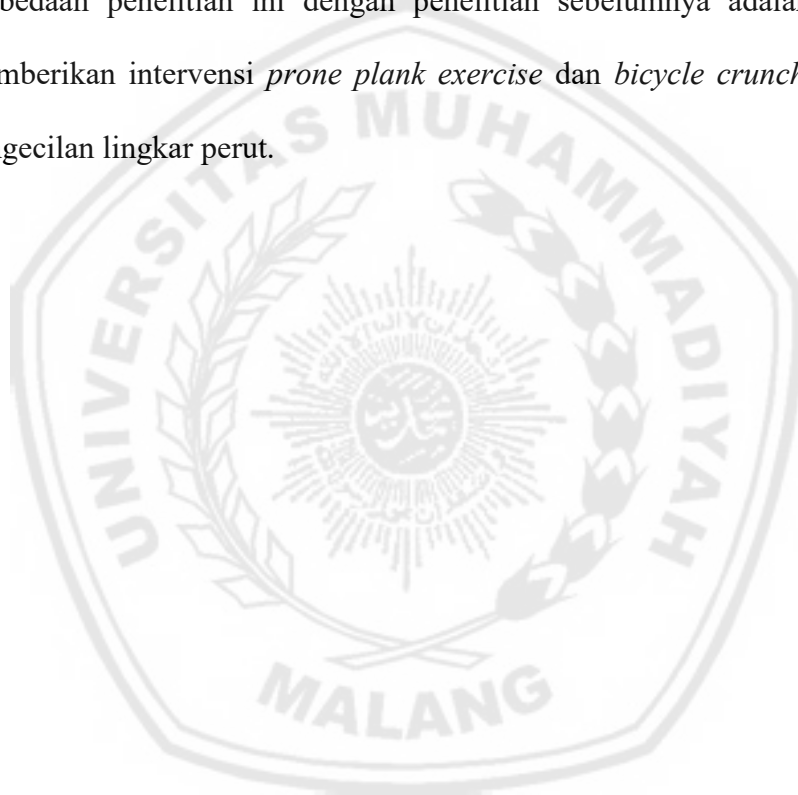 bedaan penelitian ini dengan penelitian sebelumnya adala
mberikan intervensi prone plank exercise dan bicycle crunch
gecilan lingkar perut.
UNIVERSITAS MUHAMMADIYAH
MALANG